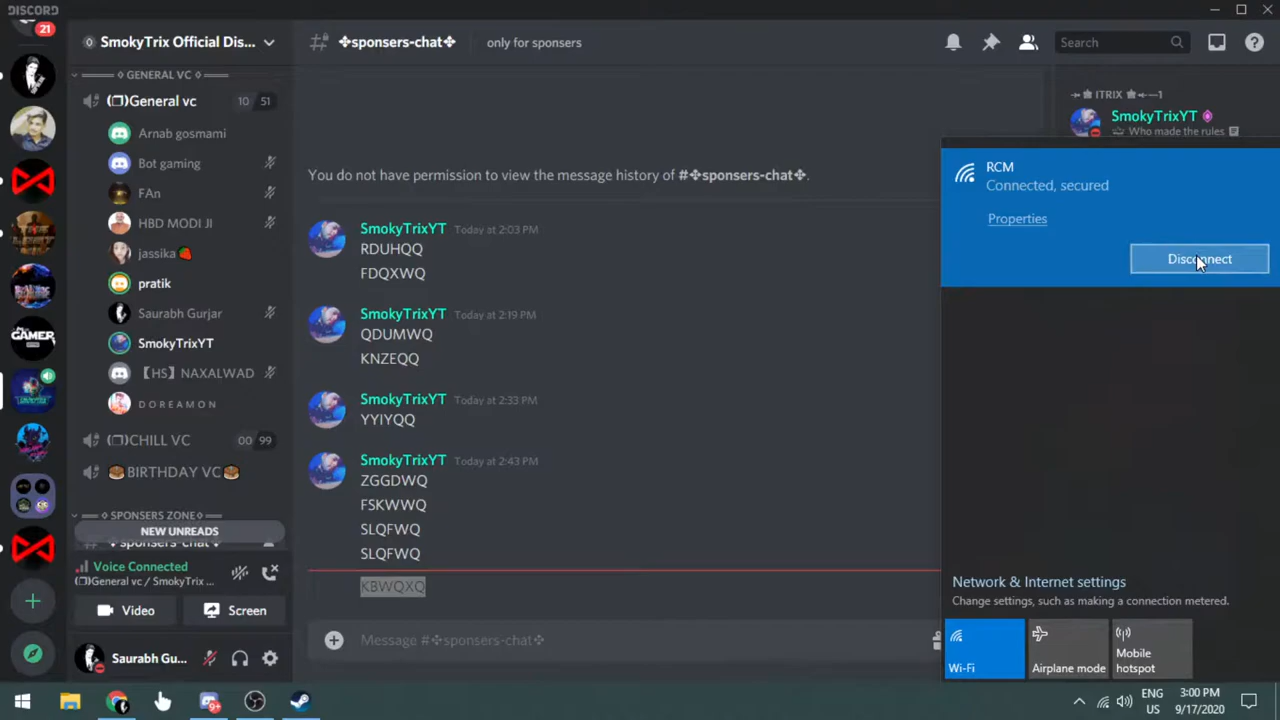 DISCORD
21
SmokyTrix Official Dis...
✤sponsers-chat✤
only for sponsers
Search
GENERAL VC
(❒)General vc
10 51
Arnab gosmami
Bot gaming
FAn
HBD MODI JI
jassika🍓
pratik
Saurabh Gurjar
SmokyTrixYT
【HS】NAXALWAD
D O R E A M O N
(❒)CHILL VC
00 99
🎂BIRTHDAY VC🎂
SPONSERS ZONE
NEW UNREADS
sponsers-chat
Voice Connected
(❒)General vc / SmokyTrix ...
Video
Screen
Saurabh Gu...
You do not have permission to view the message history of #✤sponsers-chat✤.
SmokyTrixYT Today at 2:03 PM
RDUHQQ
FDQXWQ
SmokyTrixYT Today at 2:19 PM
QDUMWQ
KNZEQQ
SmokyTrixYT Today at 2:33 PM
YYIYQQ
SmokyTrixYT Today at 2:43 PM
ZGGDWQ
FSKWWQ
SLQFWQ
SLQFWQ
KBWQXQ
Message #✤sponsers-chat✤
ITRIX —1
SmokyTrixYT
Who made the rules
RCM
Connected, secured
Properties
Disconnect
Network & Internet settings
Change settings, such as making a connection metered.
Wi-Fi
Airplane mode
Mobile
hotspot
9+
ENG
US
3:00 PM
9/17/2020